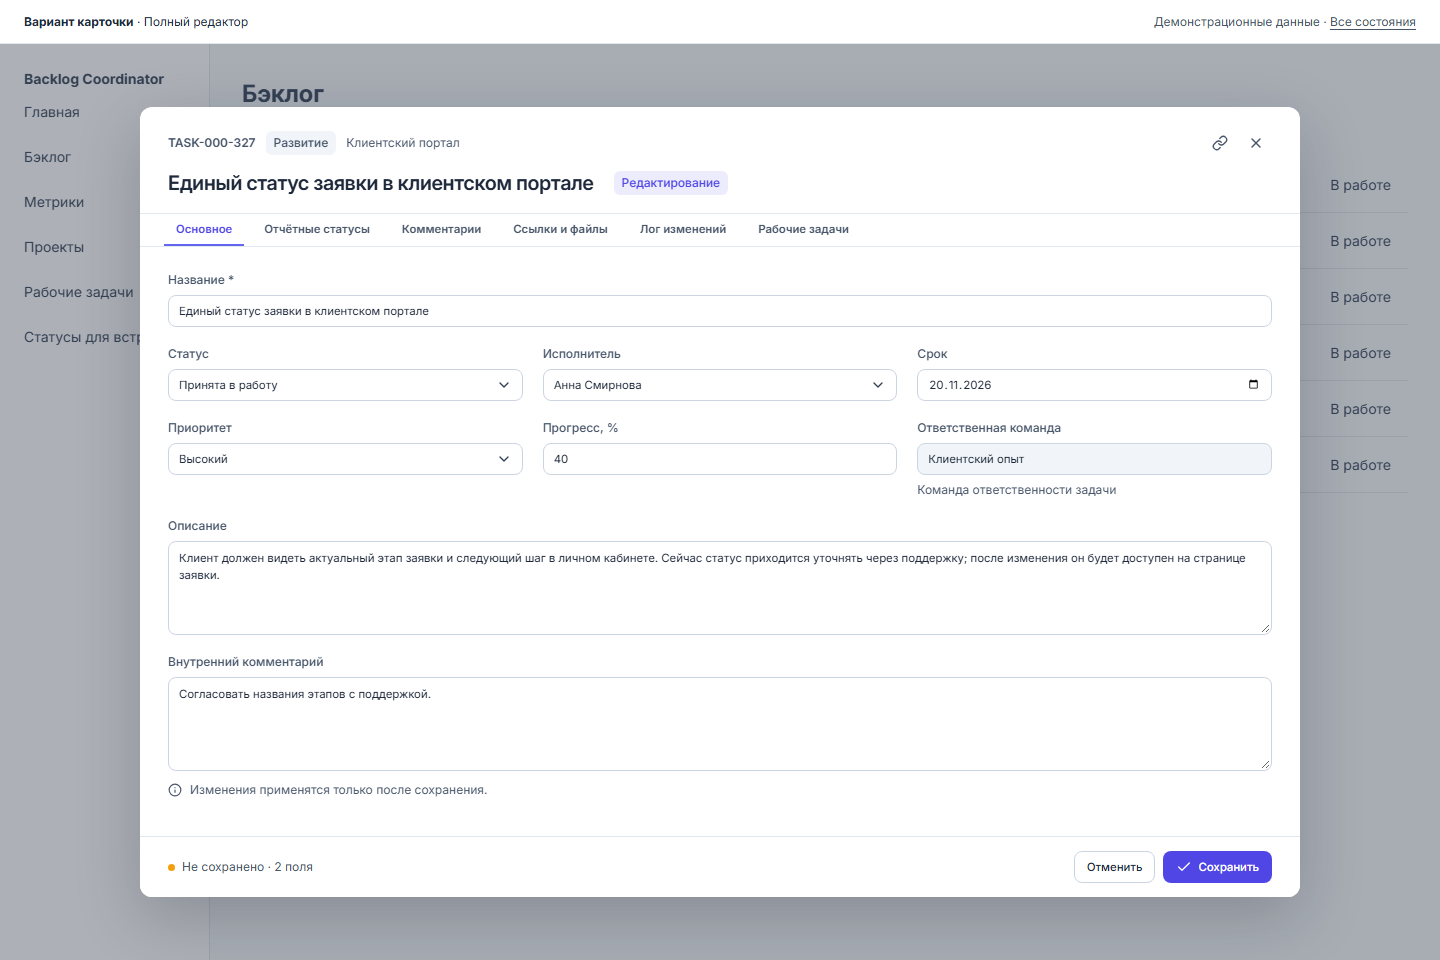 Вариант карточки · Полный редактор
Демонстрационные данные · Все состояния
Backlog Coordinator
Главная
Бэклог
Метрики
Проекты
Рабочие задачи
Статусы для встр
Бэклог
В работе
В работе
В работе
В работе
В работе
В работе
TASK-000-327 Развитие Клиентский портал
Единый статус заявки в клиентском портале Редактирование
Основное Отчётные статусы Комментарии Ссылки и файлы Лог изменений Рабочие задачи
Название *
Единый статус заявки в клиентском портале
Статус Исполнитель Срок
Принята в работу Анна Смирнова 20.11.2026
Приоритет Прогресс, % Ответственная команда
Высокий 40 Клиентский опыт
Команда ответственности задачи
Описание
Клиент должен видеть актуальный этап заявки и следующий шаг в личном кабинете. Сейчас статус приходится уточнять через поддержку; после изменения он будет доступен на странице
заявки.
Внутренний комментарий
Согласовать названия этапов с поддержкой.
Изменения применятся только после сохранения.
Не сохранено · 2 поля
Отменить Сохранить